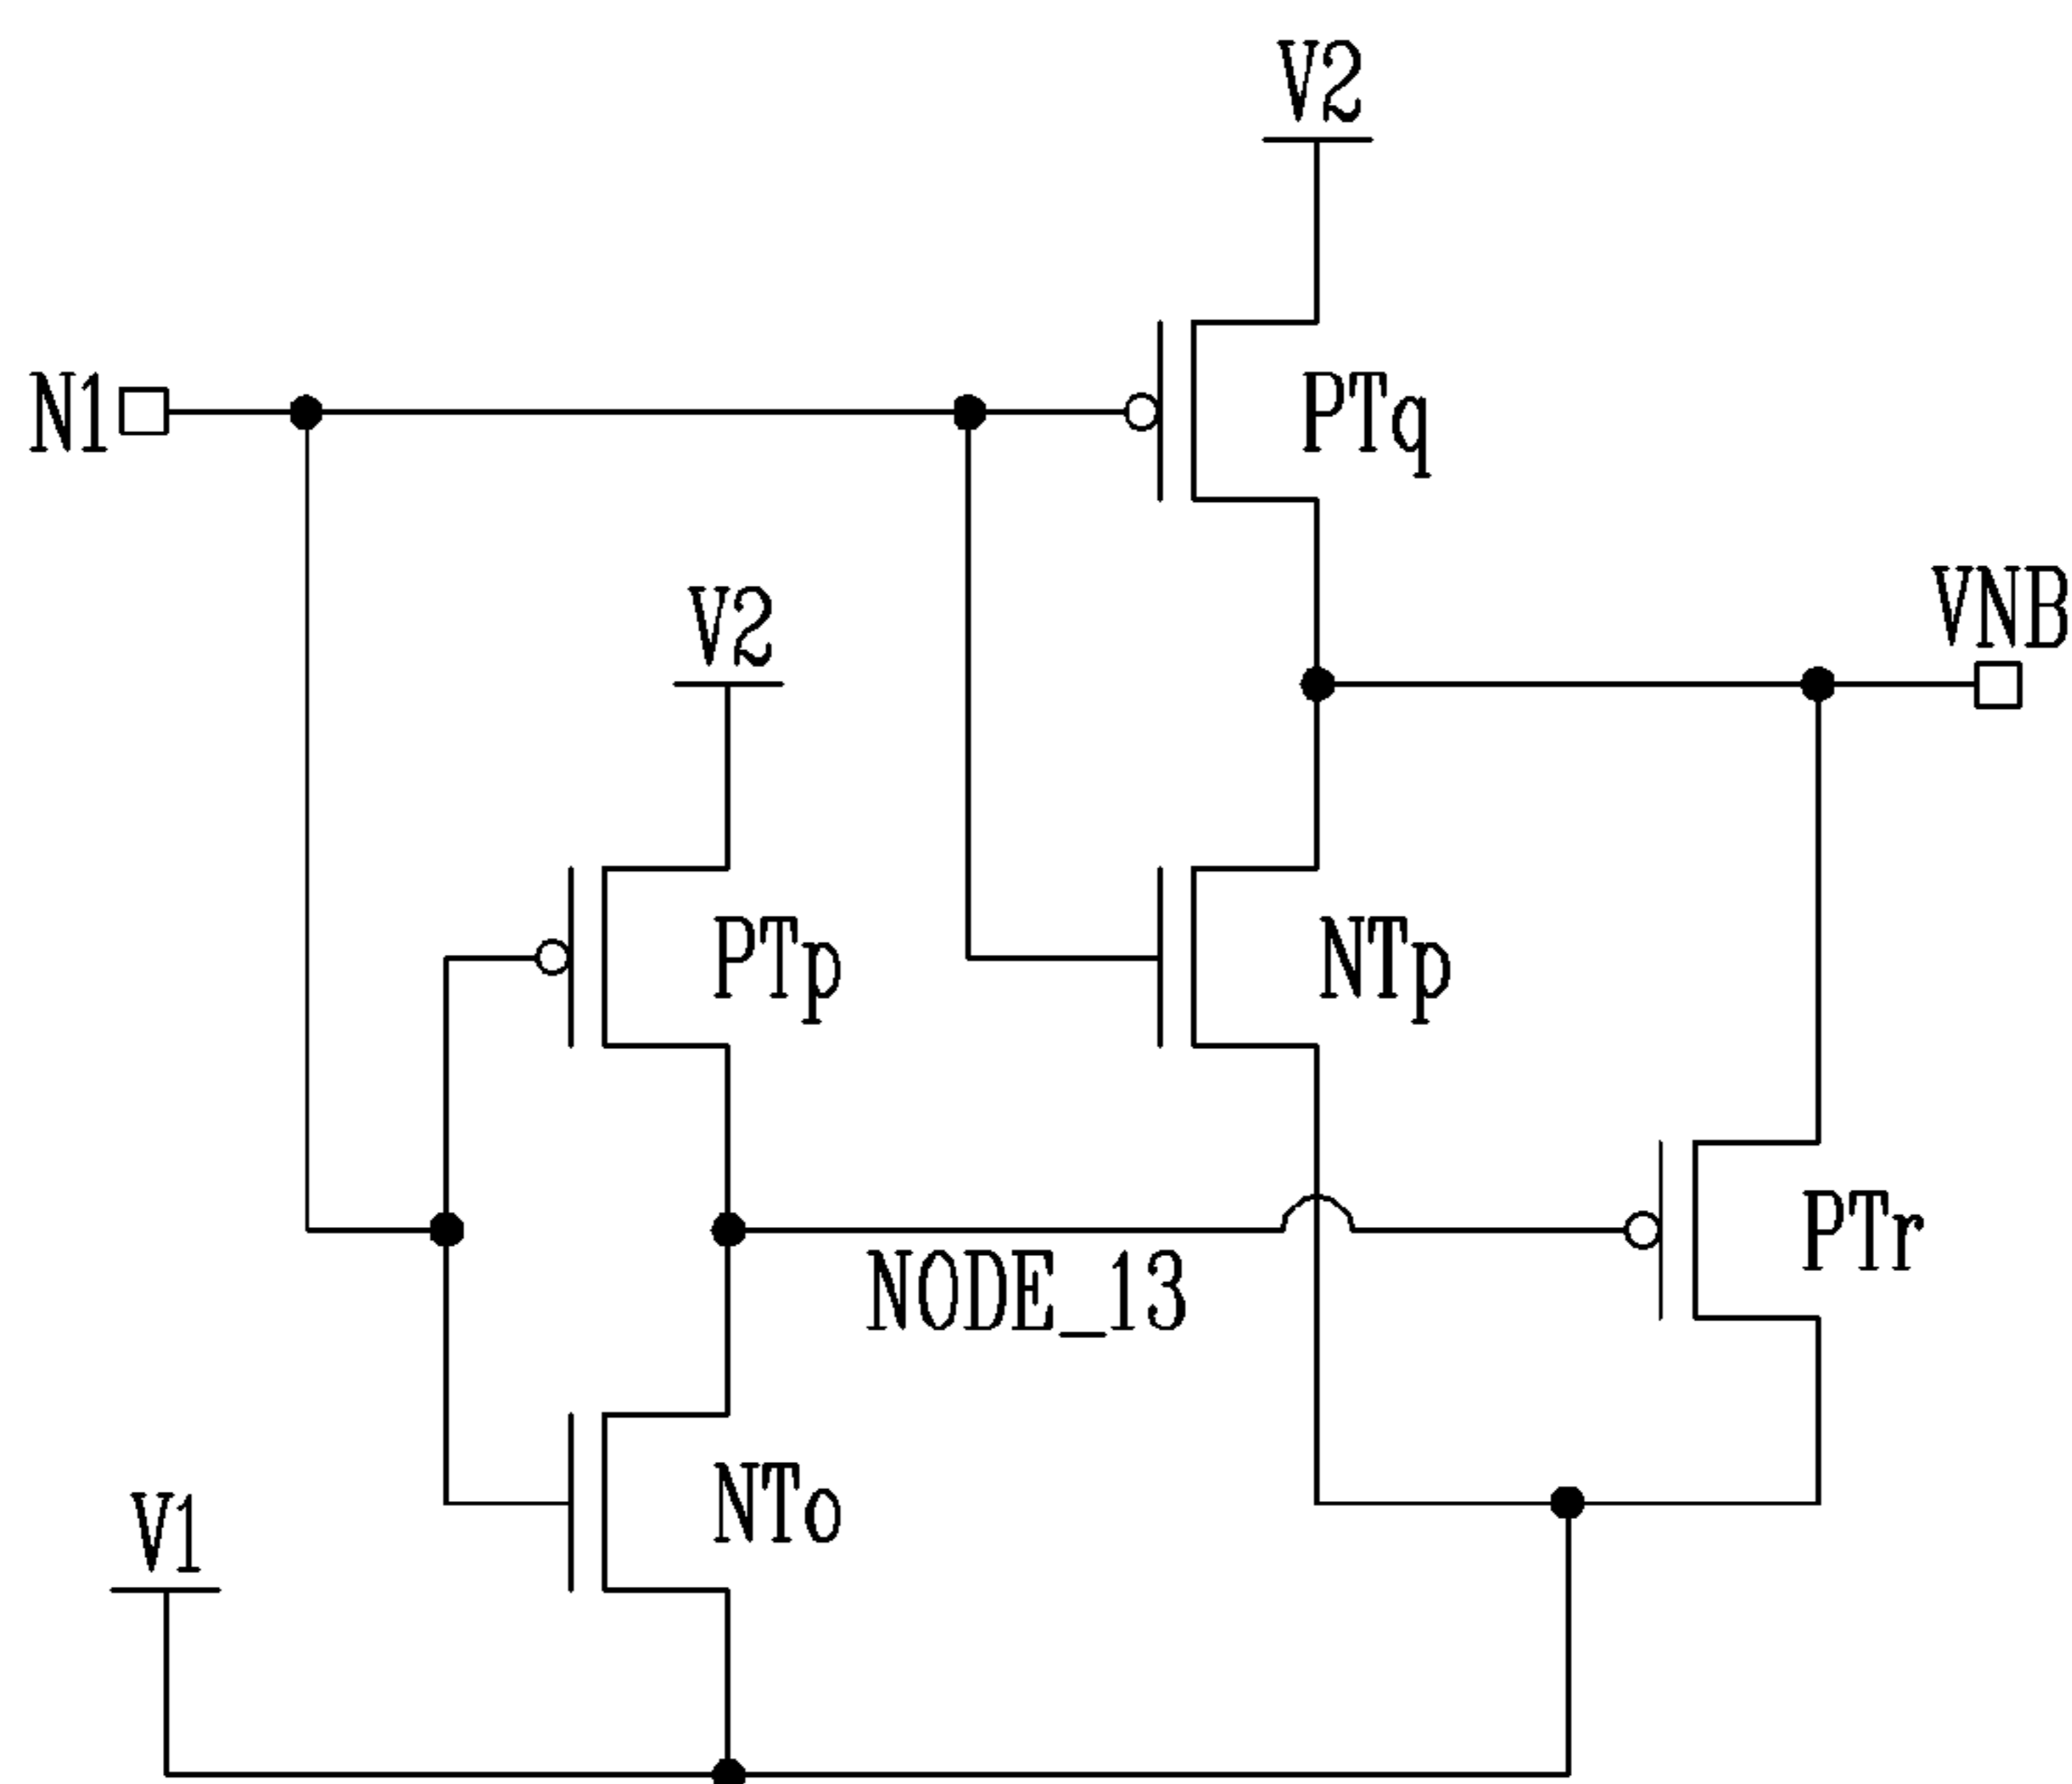 V2
N1
PTq
VNB
V2
PTp
NTp
PTr
NODE_13
NTo
V1